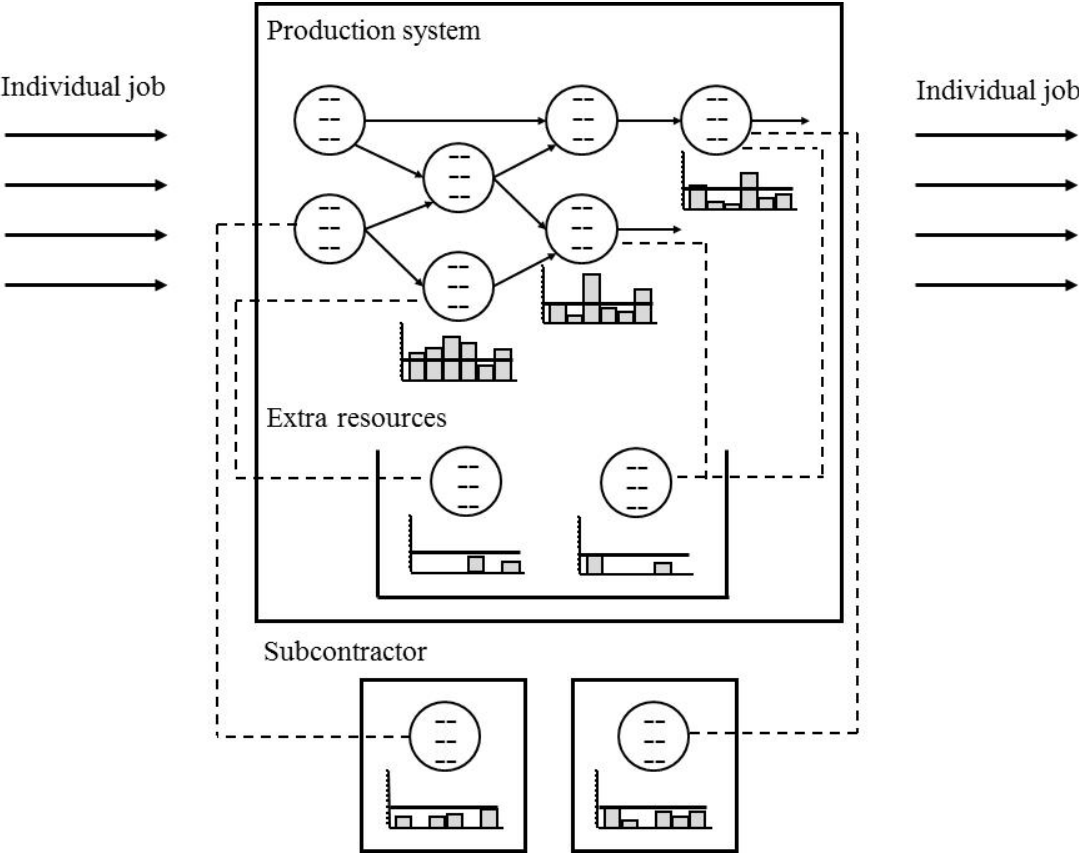 Production system
Individual job
Individual job
Extra resources
Subcontractor